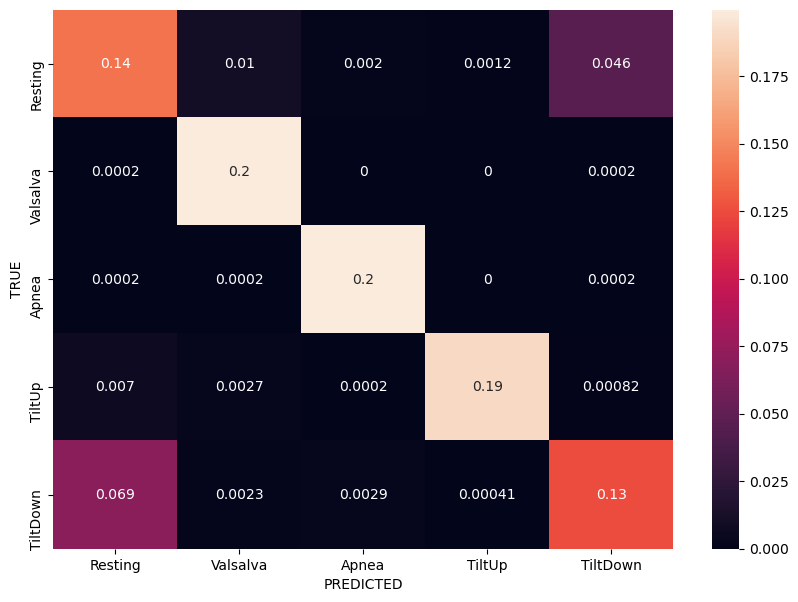 Resting 0.14 0.01 0.002 0.0012 0.046
Valsalva 0.0002 0.2 0 0 0.0002
Apnea 0.0002 0.0002 0.2 0 0.0002
TiltUp 0.007 0.0027 0.0002 0.19 0.00082
TiltDown 0.069 0.0023 0.0029 0.00041 0.13
TRUE
Resting Valsalva Apnea TiltUp TiltDown
PREDICTED
0.175
0.150
0.125
0.100
0.075
0.050
0.025
0.000